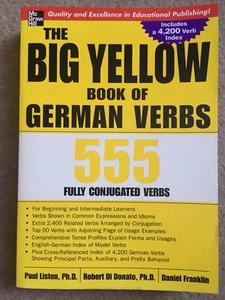 Mc
Graw
Hill
Quality and Excellence in Educational Publishing!
Includes
a 4,200 Verb
Index
THE
BIG YELLOW
BOOK OF
GERMAN VERBS
555
FULLY CONJUGATED VERBS
• For Beginning and Intermediate Learners
• Verbs Shown in Common Expressions and Idioms
• Extra 2,400 Related Verbs Arranged by Conjugation
• Top 50 Verbs with Adjoining Page of Usage Examples
• Comprehensive Tense Profiles Explain Forms and Usages
• English-German Index of Model Verbs
• Plus Cross-Referenced Index of 4,200 German Verbs
Showing Principal Parts, Auxiliary, and Prefix Behavior
Paul Listen, Ph.D.
Robert Di Donato, Ph.D.
Daniel Franklin